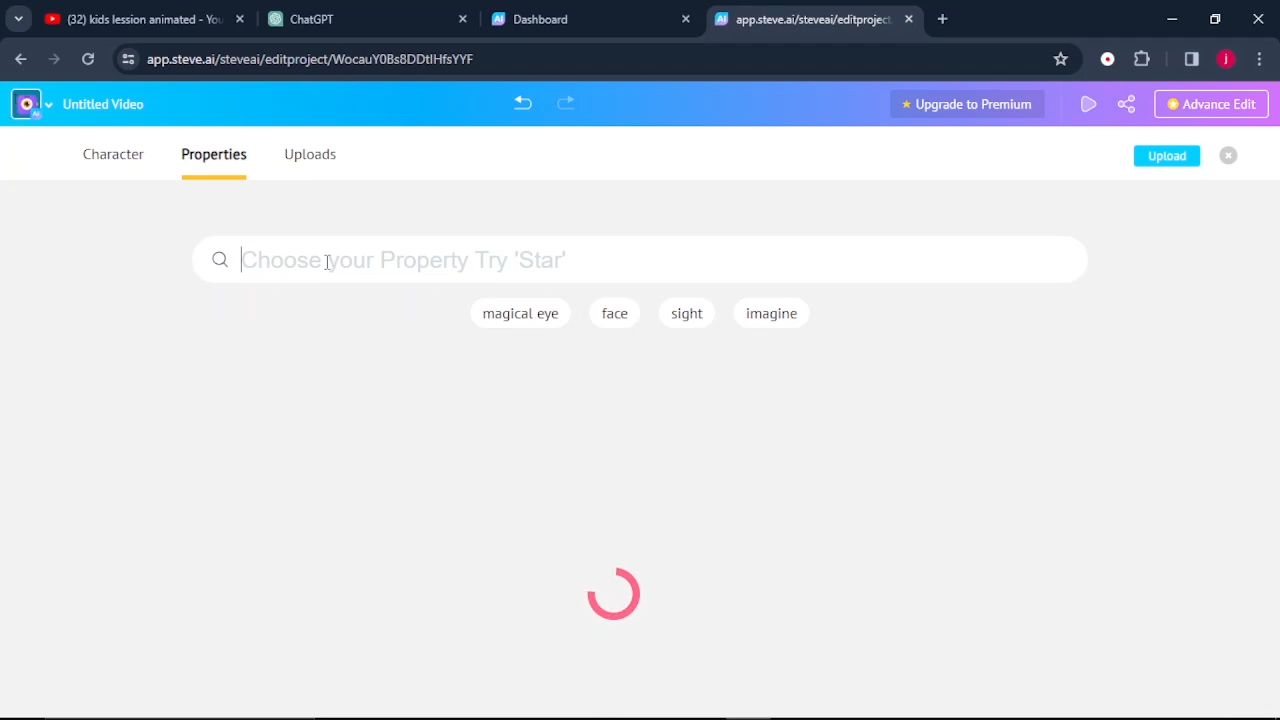 (32) kids lession animated - You
ChatGPT
Dashboard
app.steve.ai/steveai/editproject
app.steve.ai/steveai/editproject/WocauY0Bs8DDtlHfsYYF
j
Ai
Untitled Video
Upgrade to Premium
Advance Edit
Character
Properties
Uploads
Upload
Choose your Property Try 'Star'
magical eye
face
sight
imagine